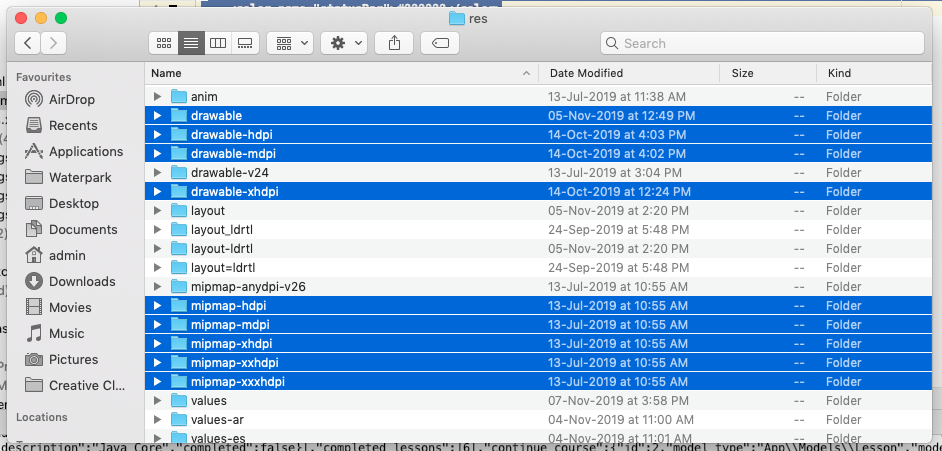 res
Search
Favourites
AirDrop
Recents
Applications
Waterpark
Desktop
Documents
admin
Downloads
Movies
Music
Pictures
Creative Cl...
Locations
Name Date Modified Size Kind
anim 13-Jul-2019 at 11:38 AM -- Folder
drawable 05-Nov-2019 at 12:49 PM -- Folder
drawable-hdpi 14-Oct-2019 at 4:03 PM -- Folder
drawable-mdpi 14-Oct-2019 at 4:02 PM -- Folder
drawable-v24 13-Jul-2019 at 3:04 PM -- Folder
drawable-xhdpi 14-Oct-2019 at 12:24 PM -- Folder
layout 05-Nov-2019 at 2:20 PM -- Folder
layout_ldrtl 24-Sep-2019 at 5:48 PM -- Folder
layout-ldrtl 05-Nov-2019 at 2:20 PM -- Folder
layout=ldrtl 24-Sep-2019 at 5:48 PM -- Folder
mipmap-anydpi-v26 13-Jul-2019 at 10:55 AM -- Folder
mipmap-hdpi 13-Jul-2019 at 10:55 AM -- Folder
mipmap-mdpi 13-Jul-2019 at 10:55 AM -- Folder
mipmap-xhdpi 13-Jul-2019 at 10:55 AM -- Folder
mipmap-xxhdpi 13-Jul-2019 at 10:55 AM -- Folder
mipmap-xxxhdpi 13-Jul-2019 at 10:55 AM -- Folder
values 07-Nov-2019 at 3:58 PM -- Folder
values-ar 04-Nov-2019 at 11:00 AM -- Folder
values-es 04-Nov-2019 at 11:01 AM -- Folder
description":"Java Core","completed":false}],"completed_lessons":[6],"continue_course":{"id":2,"model_type":"App\\Models\\Lesson","mode